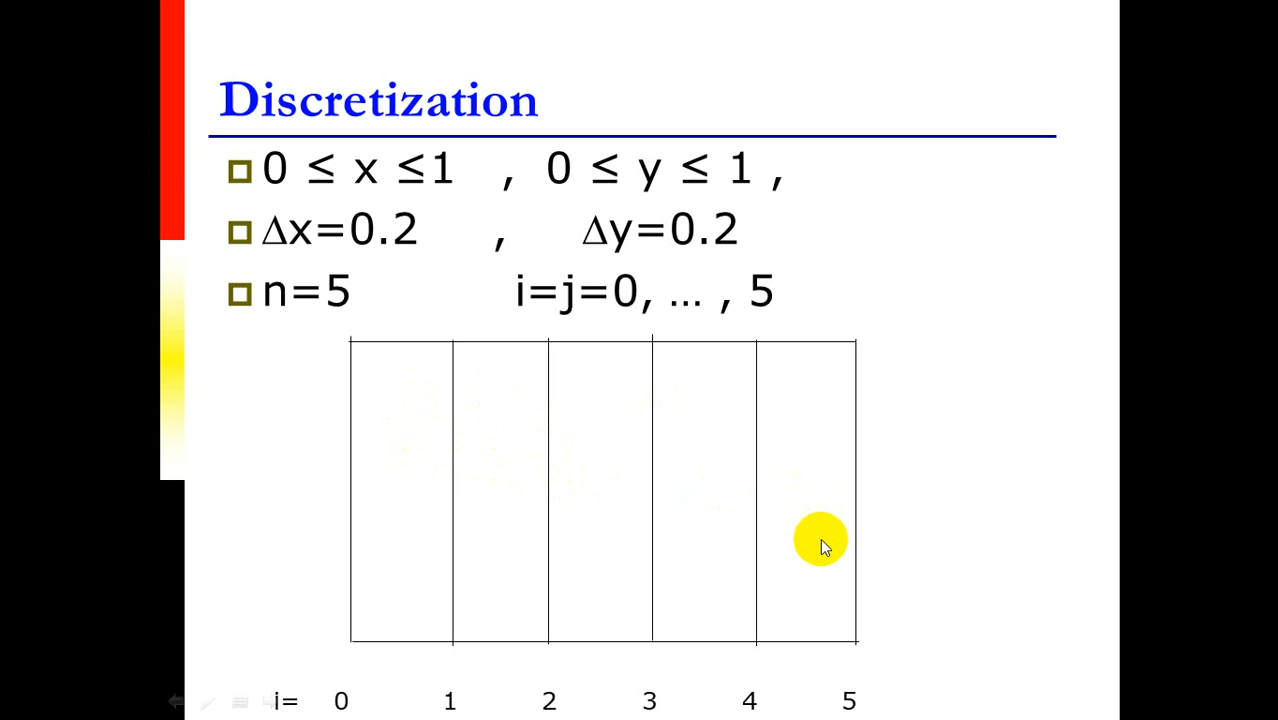 Discretization
0 ≤ x ≤1 , 0 ≤ y ≤ 1 ,
Δx=0.2 , Δy=0.2
n=5 i=j=0, … , 5
i= 0 1 2 3 4 5